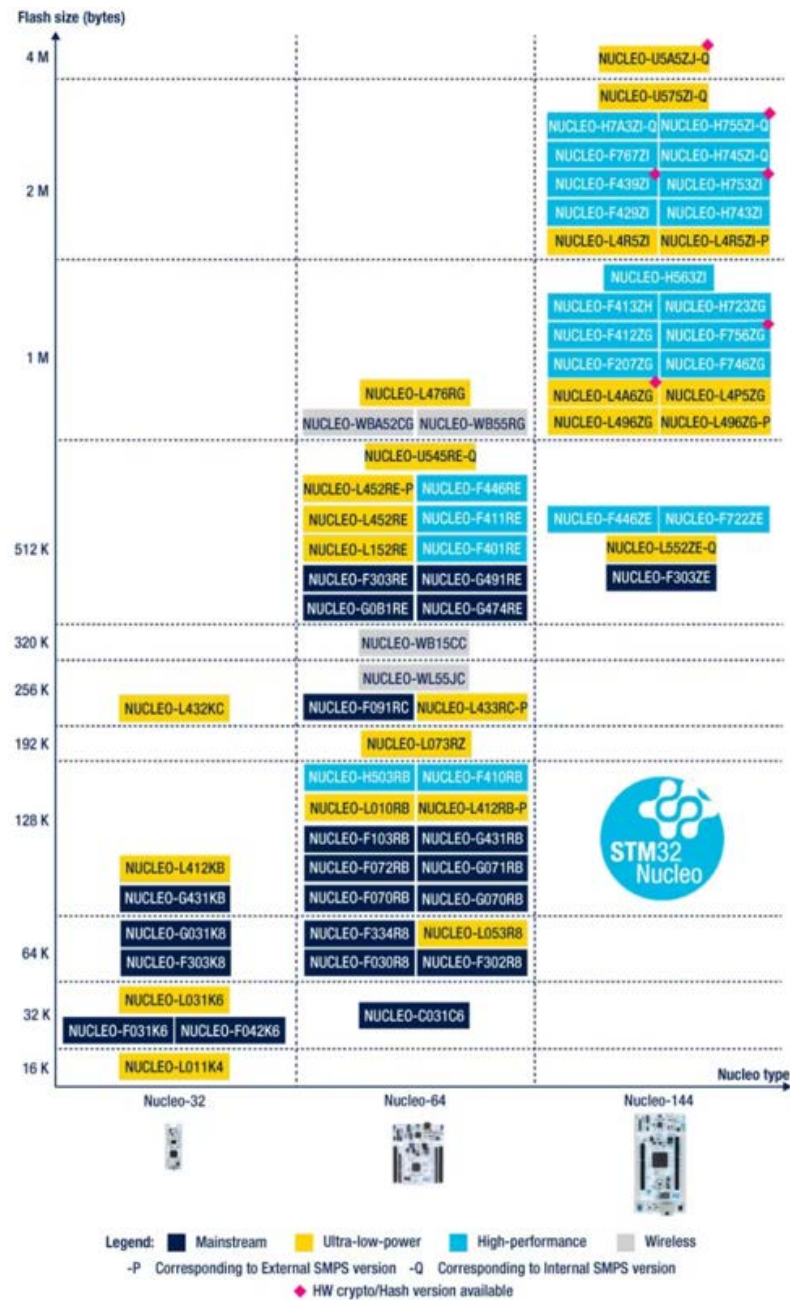 Flash size (bytes)
4 M
NUCLEO-U5A5ZJ-Q
NUCLEO-U575ZI-Q
NUCLEO-H7A3ZI-Q NUCLEO-H755ZI-Q
NUCLEO-F767ZI NUCLEO-H745ZI-Q
2 M
NUCLEO-F439ZI NUCLEO-H753ZI
NUCLEO-F429ZI NUCLEO-H743ZI
NUCLEO-L4R5ZI NUCLEO-L4R5ZI-P
NUCLEO-H563ZI
NUCLEO-F413ZH NUCLEO-H723ZG
NUCLEO-F412ZG NUCLEO-F756ZG
1 M
NUCLEO-F207ZG NUCLEO-F746ZG
NUCLEO-L476RG NUCLEO-L4A6ZG NUCLEO-L4P5ZG
NUCLEO-WBA52CG NUCLEO-WB55RG NUCLEO-L496ZG NUCLEO-L496ZG-P
NUCLEO-U545RE-Q
NUCLEO-L452RE-P NUCLEO-F446RE
NUCLEO-L452RE NUCLEO-F411RE NUCLEO-F446ZE NUCLEO-F722ZE
512 K NUCLEO-L152RE NUCLEO-F401RE NUCLEO-L552ZE-Q
NUCLEO-F303RE NUCLEO-G491RE NUCLEO-F303ZE
NUCLEO-G0B1RE NUCLEO-G474RE
320 K NUCLEO-WB15CC
256 K NUCLEO-WL55JC
NUCLEO-L432KC NUCLEO-F091RC NUCLEO-L433RC-P
192 K NUCLEO-L073RZ
NUCLEO-H503RB NUCLEO-F410RB
NUCLEO-L010RB NUCLEO-L412RB-P
128 K
NUCLEO-F103RB NUCLEO-G431RB
NUCLEO-L412KB NUCLEO-F072RB NUCLEO-G071RB
NUCLEO-G431KB NUCLEO-F070RB NUCLEO-G070RB
STM32
Nucleo
NUCLEO-G031K8 NUCLEO-F334R8 NUCLEO-L053R8
64 K
NUCLEO-F303K8 NUCLEO-F030R8 NUCLEO-F302R8
NUCLEO-L031K6
32 K NUCLEO-C031C6
NUCLEO-F031K6 NUCLEO-F042K6
16 K NUCLEO-L011K4
Nucleo type
Nucleo-32 Nucleo-64 Nucleo-144
Legend: Mainstream Ultra-low-power High-performance Wireless
-P Corresponding to External SMPS version -Q Corresponding to Internal SMPS version
HW crypto/Hash version available